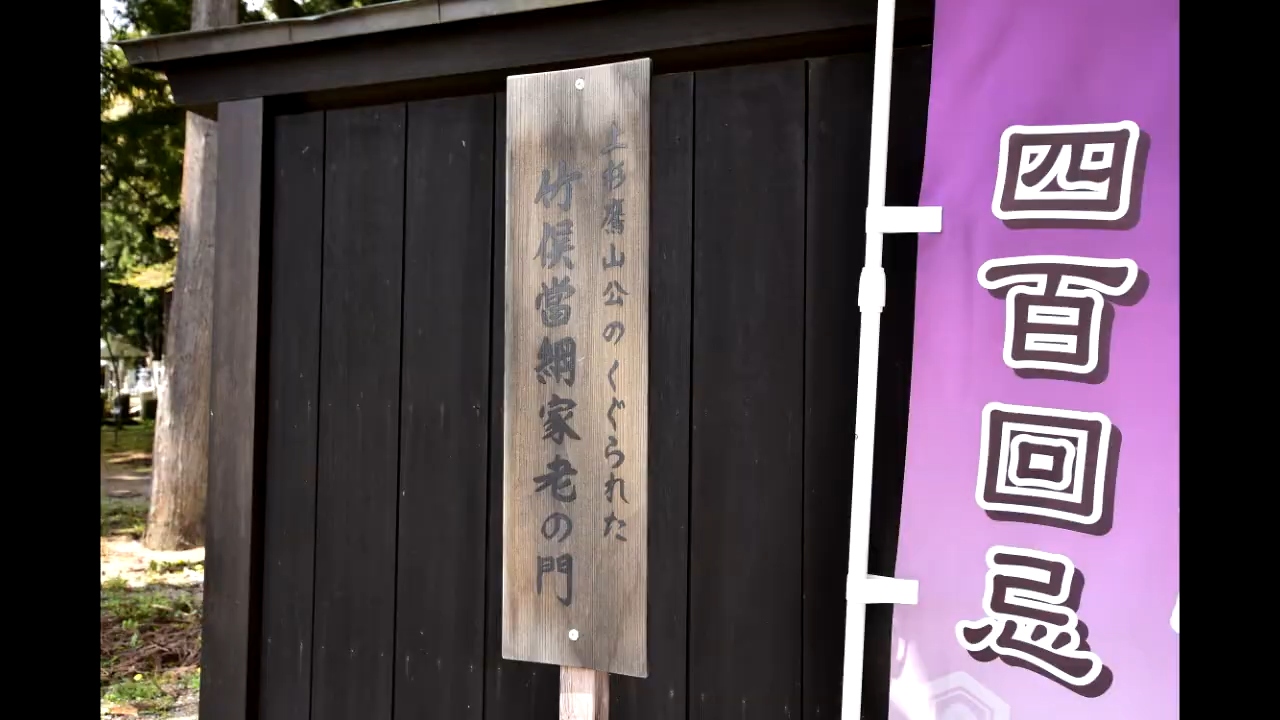 上杉鷹山公のくぐられた
竹俣當綱家老の門
四百回忌